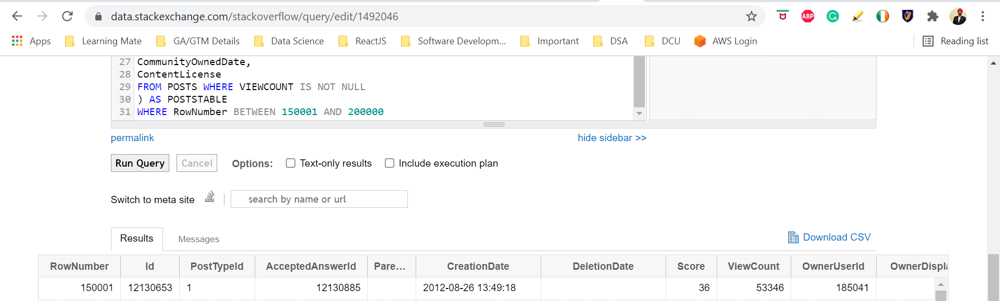 data.stackexchange.com/stackoverflow/query/edit/1492046
ABP
Apps Learning Mate GA/GTM Details Data Science ReactJS Software Developm... Important DSA DCU AWS Login Reading list
27 CommunityOwnedDate,
28 ContentLicense
29 FROM POSTS WHERE VIEWCOUNT IS NOT NULL
30 ) AS POSTSTABLE
31 WHERE RowNumber BETWEEN 150001 AND 200000
permalink hide sidebar >>
Run Query Cancel Options: Text-only results Include execution plan
Switch to meta site search by name or url
Results Messages Download CSV
RowNumber Id PostTypeId AcceptedAnswerId Pare... CreationDate DeletionDate Score ViewCount OwnerUserId OwnerDispl
150001 12130653 1 12130885 2012-08-26 13:49:18 36 53346 185041